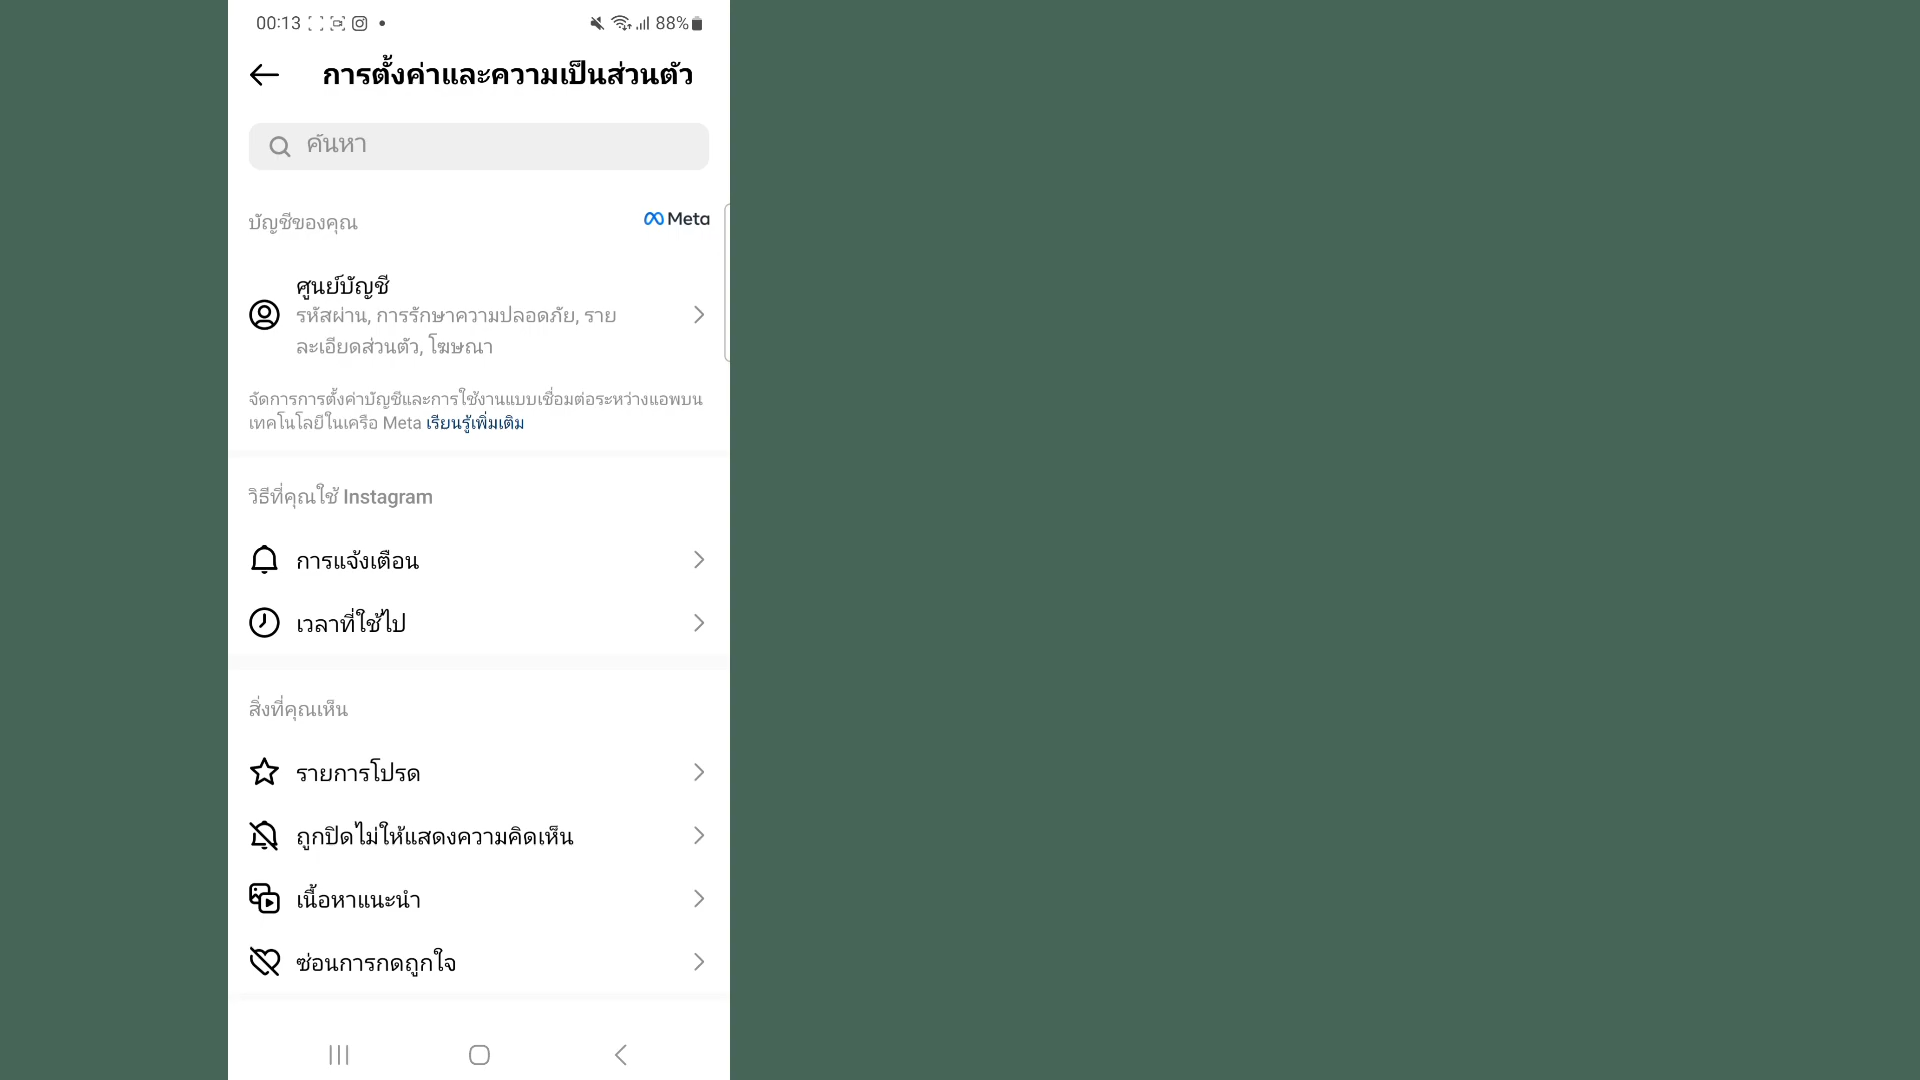 00:13 88%
การตั้งค่าและความเป็นส่วนตัว
ค้นหา
บัญชีของคุณ Meta
ศูนย์บัญชี
รหัสผ่าน, การรักษาความปลอดภัย, ราย
ละเอียดส่วนตัว, โฆษณา
จัดการการตั้งค่าบัญชีและการใช้งานแบบเชื่อมต่อระหว่างแอพบน
เทคโนโลยีในเครือ Meta เรียนรู้เพิ่มเติม
วิธีที่คุณใช้ Instagram
การแจ้งเตือน
เวลาที่ใช้ไป
สิ่งที่คุณเห็น
รายการโปรด
ถูกปิดไม่ให้แสดงความคิดเห็น
เนื้อหาแนะนำ
ซ่อนการกดถูกใจ